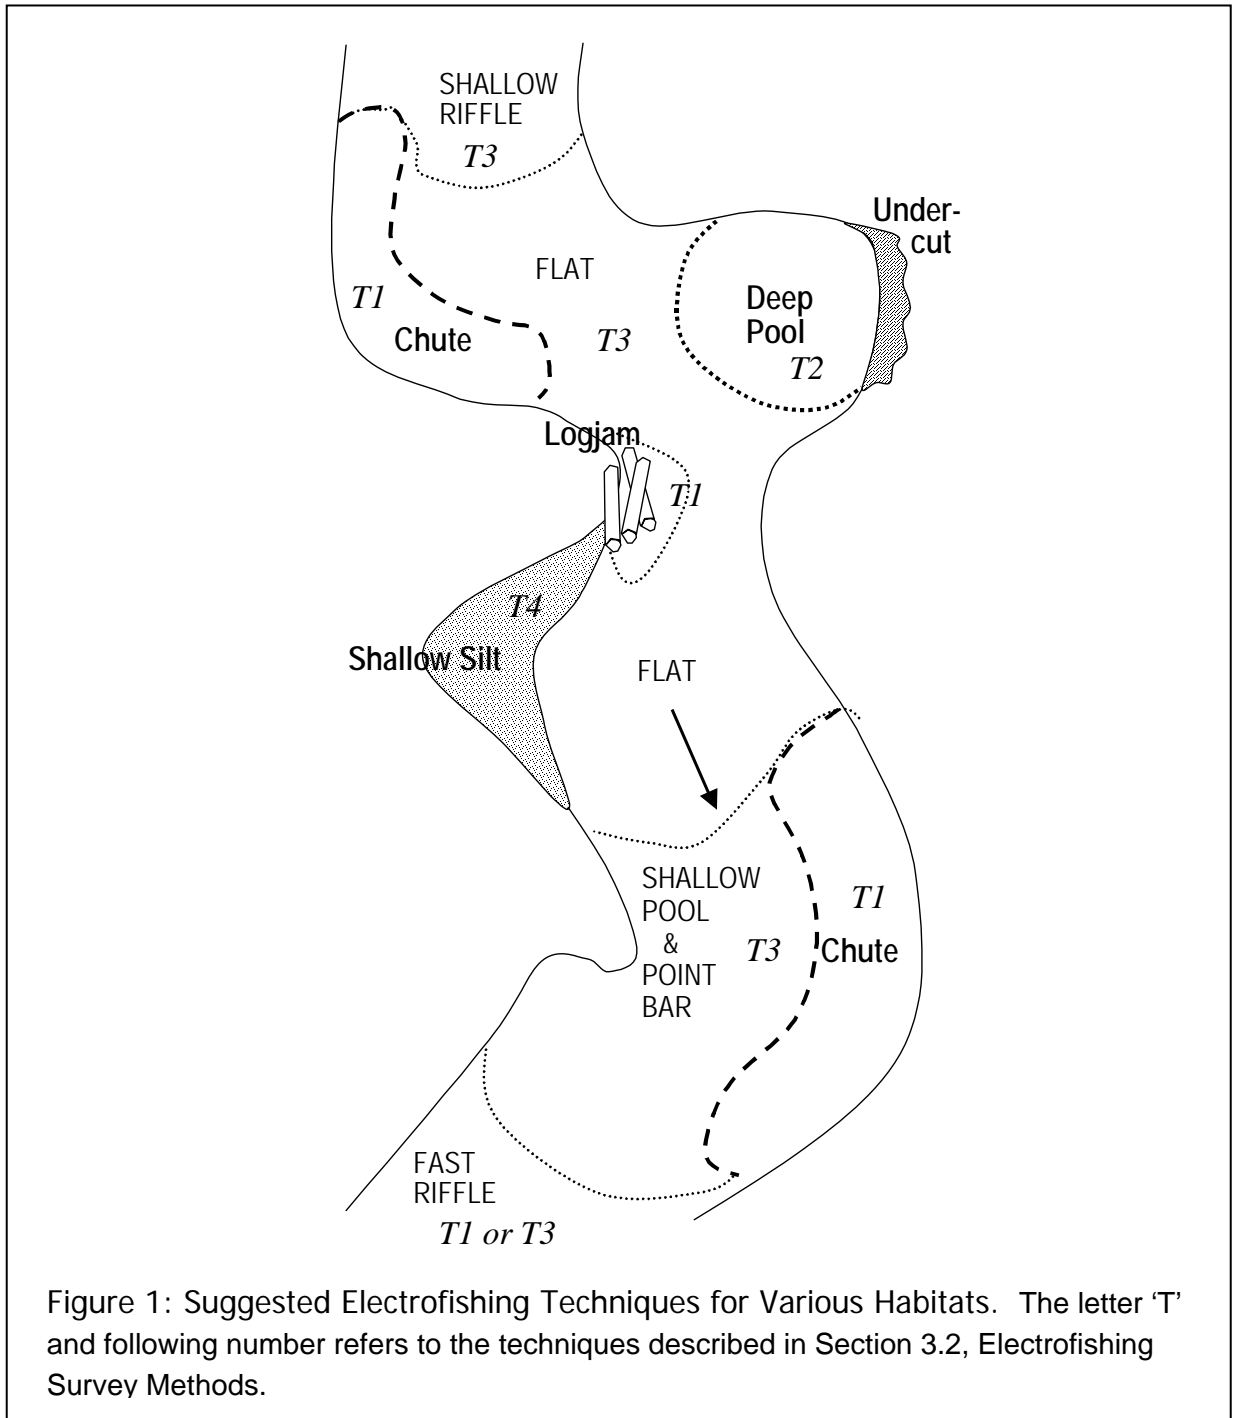 SHALLOW
RIFFLE
T3
Under-
cut
FLAT
T3
T1
Chute
Deep
Pool
T2
Logjam
T1
T4
Shallow Silt
FLAT
SHALLOW
POOL
&
POINT
BAR
T3
T1
Chute
FAST
RIFFLE
T1 or T3
Figure 1: Suggested Electrofishing Techniques for Various Habitats. The letter ‘T’
and following number refers to the techniques described in Section 3.2, Electrofishing
Survey Methods.